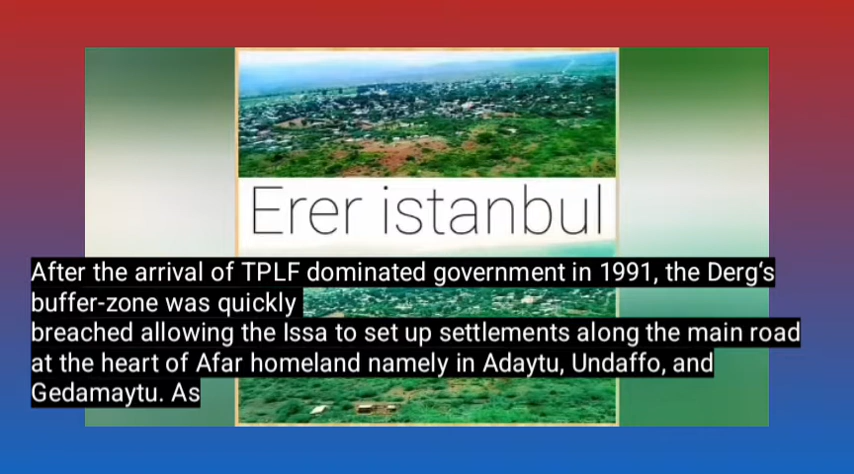 Erer istanbul
After the arrival of TPLF dominated government in 1991, the Derg‘s
buffer-zone was quickly
breached allowing the Issa to set up settlements along the main road
at the heart of Afar homeland namely in Adaytu, Undaffo, and
Gedamaytu. As